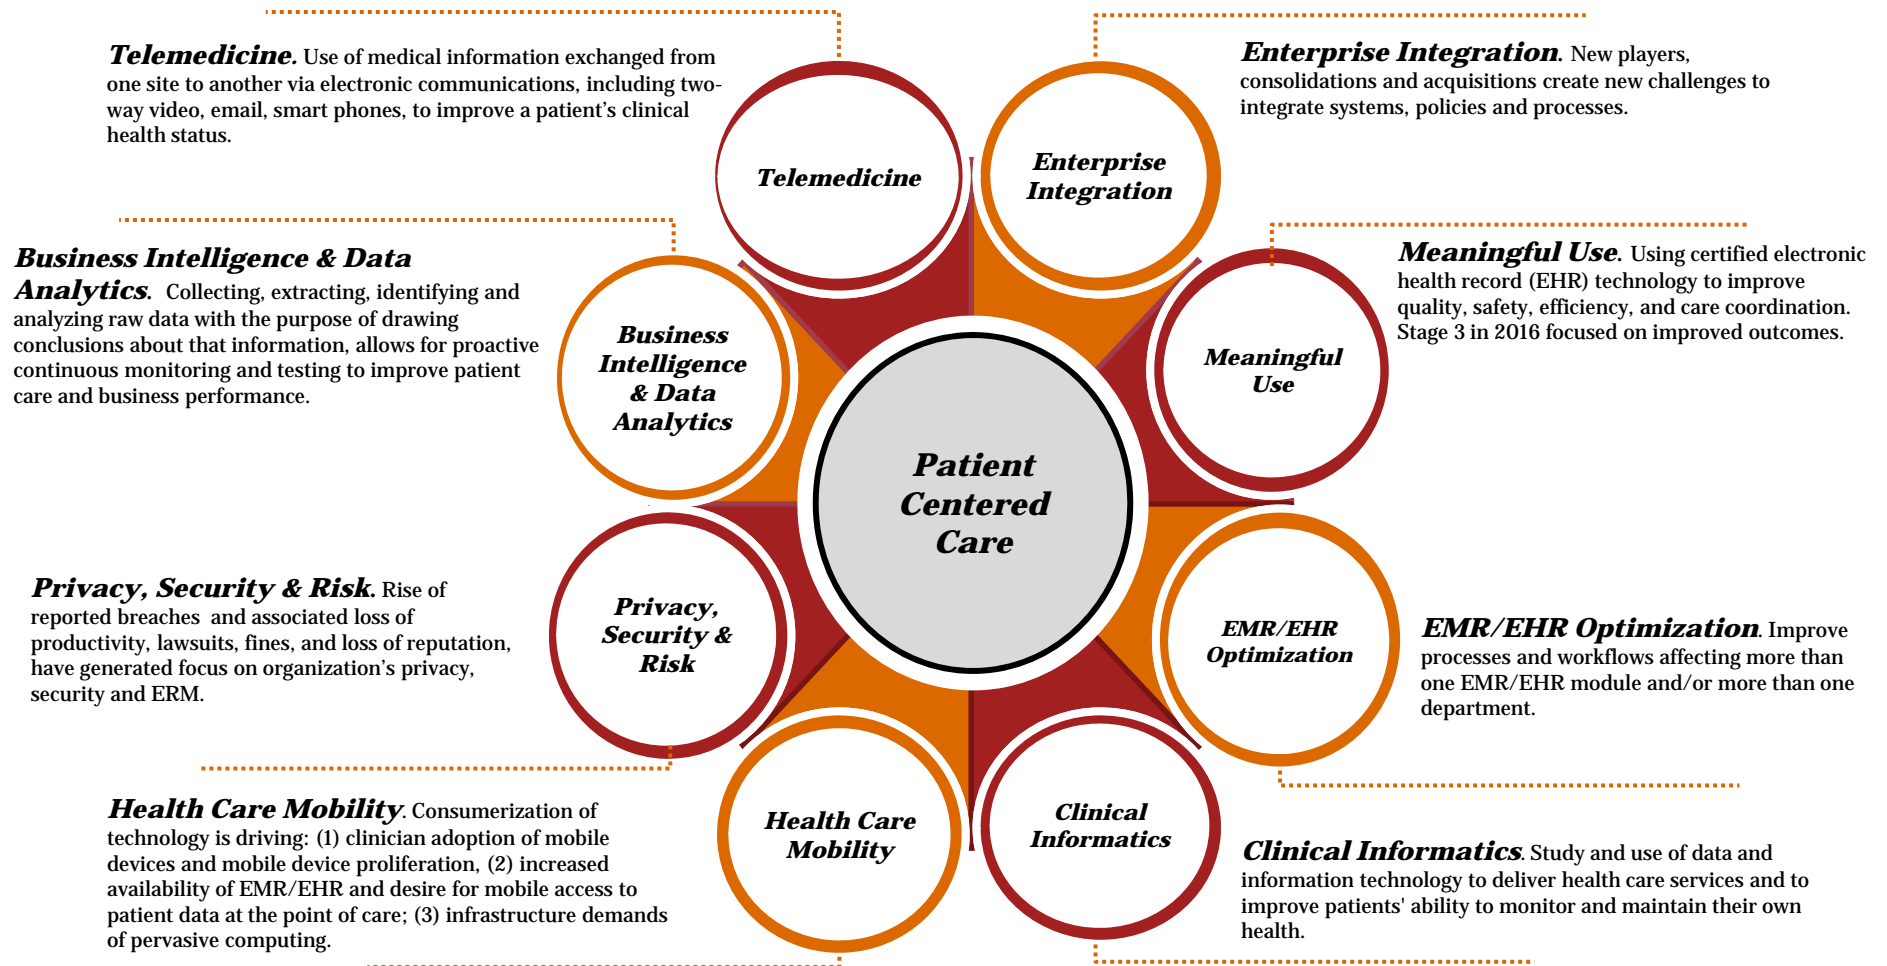 Telemedicine. Use of medical information exchanged from
one site to another via electronic communications, including two-
way video, email, smart phones, to improve a patient's clinical
health status.
Enterprise Integration. New players,
consolidations and acquisitions create new challenges to
integrate systems, policies and processes.
Telemedicine
Enterprise
Integration
Business Intelligence & Data
Analytics.  Collecting, extracting, identifying and
analyzing raw data with the purpose of drawing
conclusions about that information, allows for proactive
continuous monitoring and testing to improve patient
care and business performance.
Business
Intelligence
& Data
Analytics
Meaningful
Use
Meaningful Use. Using certified electronic
health record (EHR) technology to improve
quality, safety, efficiency, and care coordination.
Stage 3 in 2016 focused on improved outcomes.
Patient
Centered
Care
Privacy, Security & Risk. Rise of
reported breaches  and associated loss of
productivity, lawsuits, fines, and loss of reputation,
have generated focus on organization's privacy,
security and ERM.
Privacy,
Security &
Risk
EMR/EHR
Optimization
EMR/EHR Optimization. Improve
processes and workflows affecting more than
one EMR/EHR module and/or more than one
department.
Health Care Mobility. Consumerization of
technology is driving: (1) clinician adoption of mobile
devices and mobile device proliferation, (2) increased
availability of EMR/EHR and desire for mobile access to
patient data at the point of care; (3) infrastructure demands
of pervasive computing.
Health Care
Mobility
Clinical
Informatics
Clinical Informatics. Study and use of data and
information technology to deliver health care services and to
improve patients' ability to monitor and maintain their own
health.